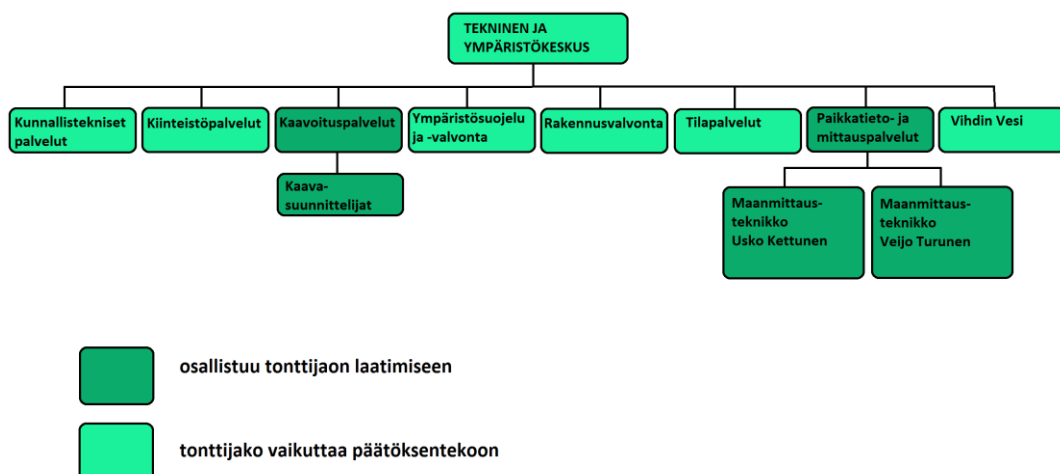 TEKNINEN JA
YMPÄRISTÖKESKUS
Kunnallistekniset
palvelut
Kiinteistöpalvelut
Kaavoituspalvelut
Ympäristösuojelu
ja -valvonta
Rakennusvalvonta
Tilapalvelut
Paikkatieto- ja
mittauspalvelut
Vihdin Vesi
Kaava-
suunnittelijat
Maanmittaus-
teknikko
Usko Kettunen
Maanmittaus-
teknikko
Veijo Turunen
osallistuu tonttijaon laatimiseen
tonttijako vaikuttaa päätöksentekoon